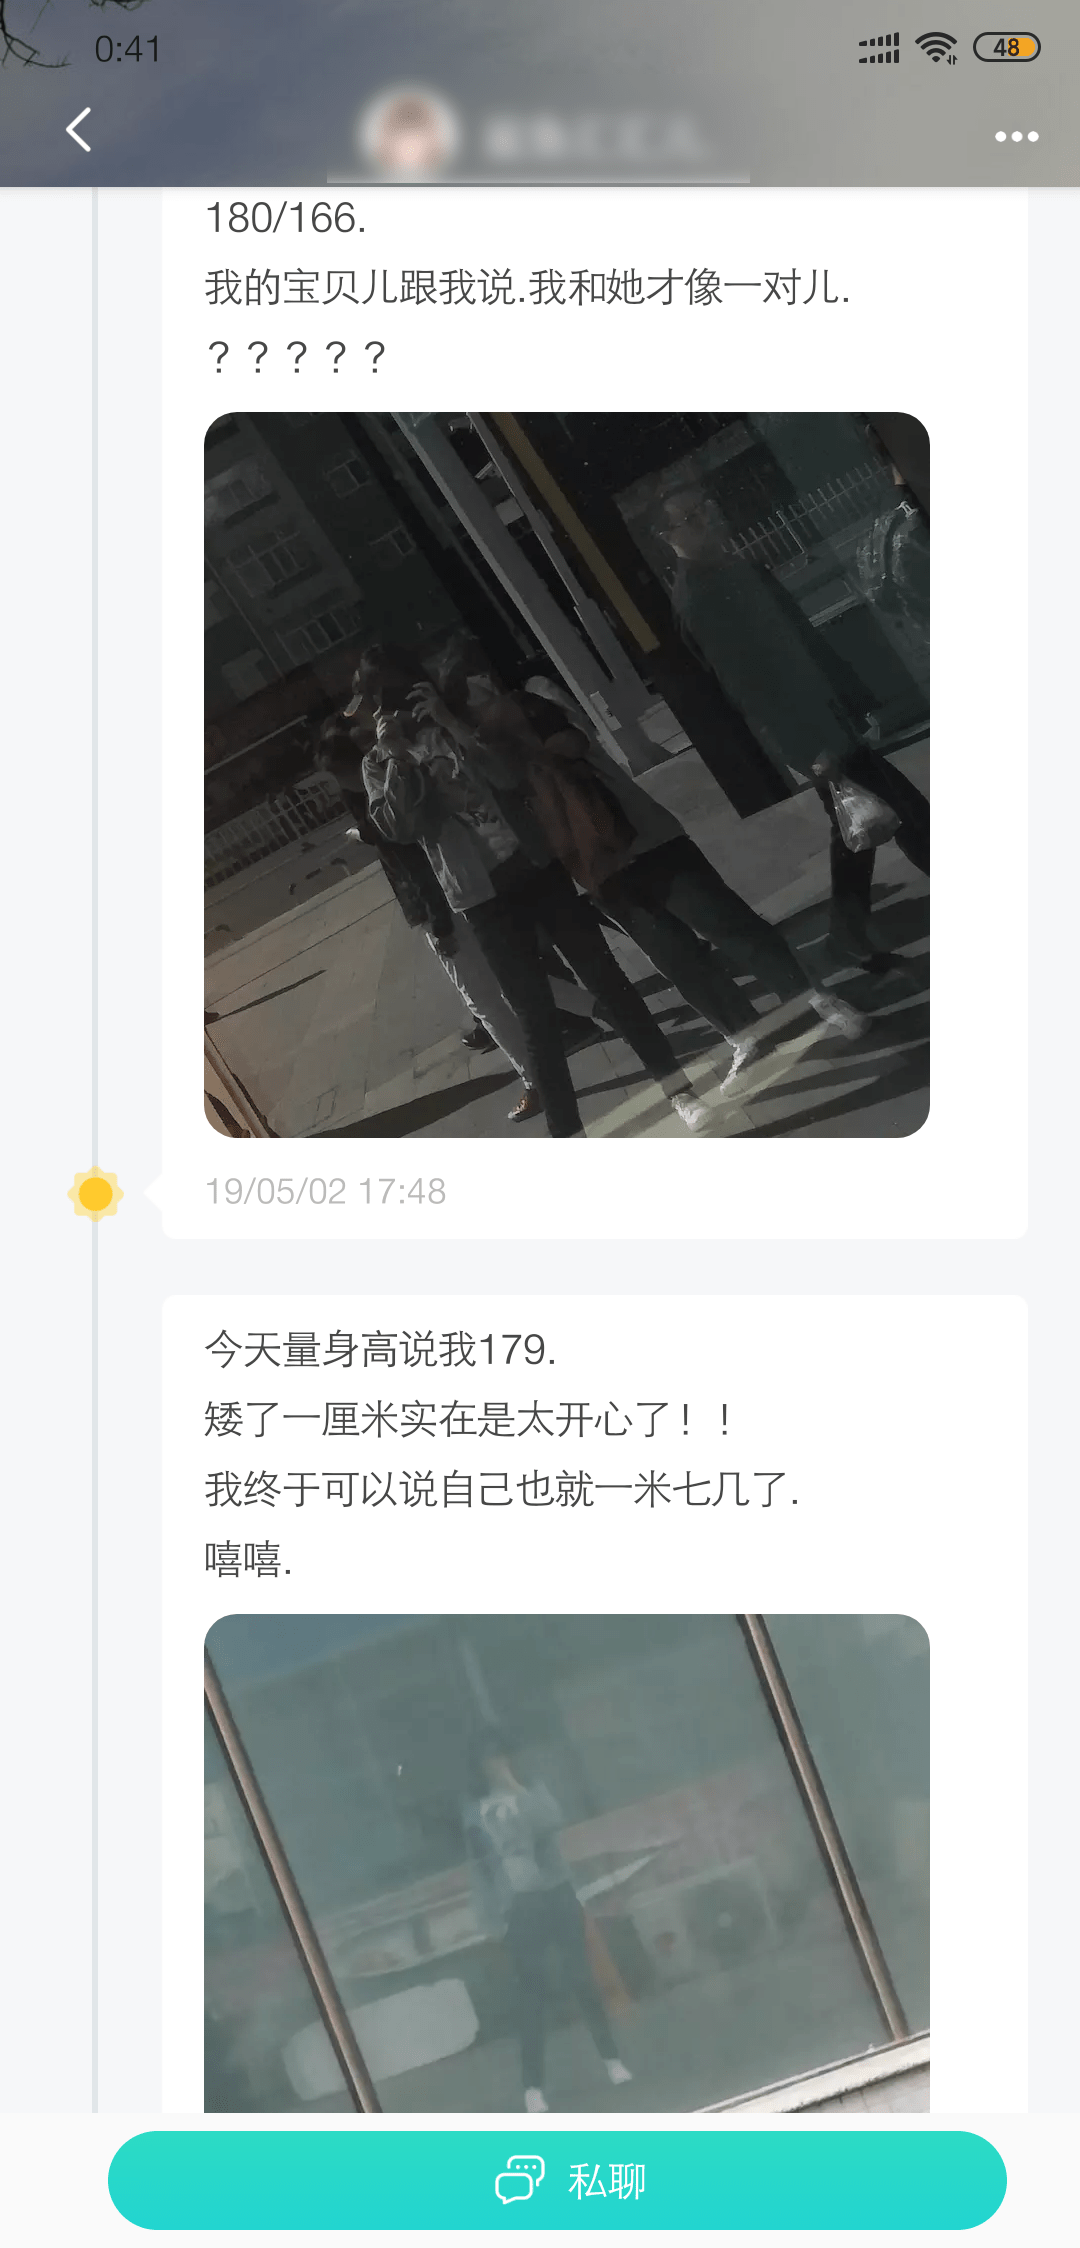 0:41
48
180/166.
我的宝贝儿跟我说.我和她才像一对儿.
？？？？？
19/05/02 17:48
今天量身高说我179.
矮了一厘米实在是太开心了！！
我终于可以说自己也就一米七几了.
嘻嘻.
私聊